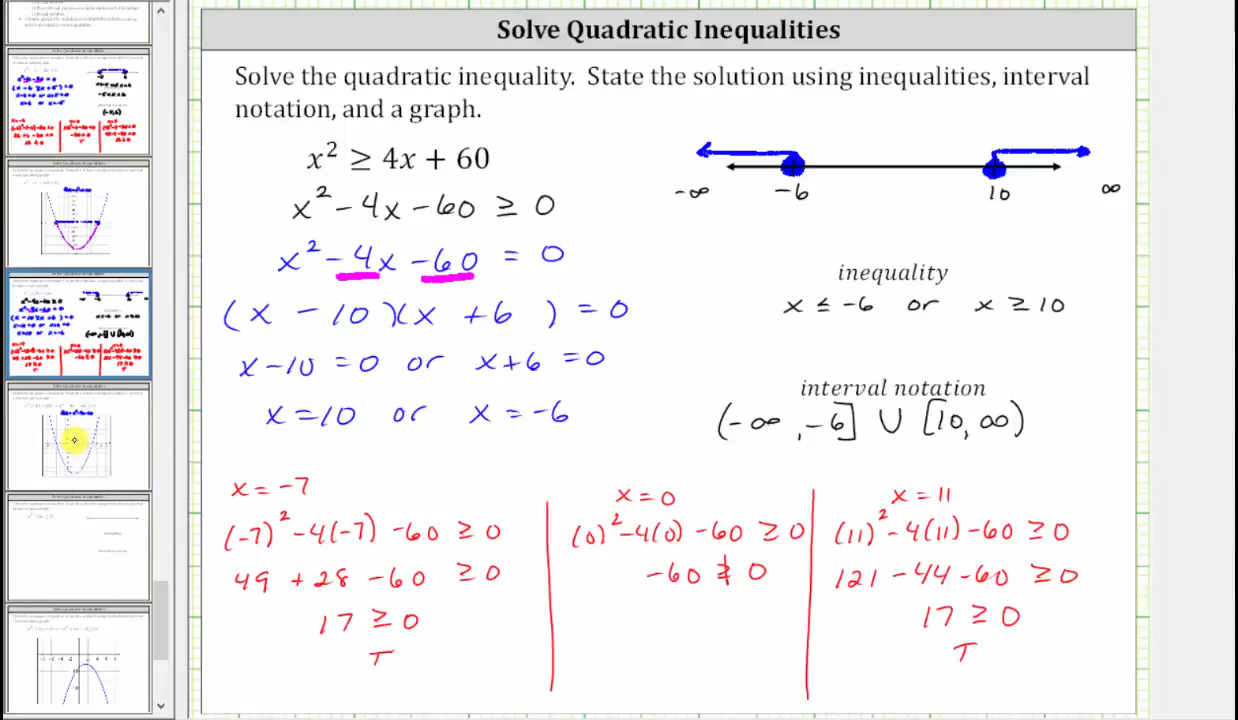 Solve Quadratic Inequalities
Solve the quadratic inequality. State the solution using inequalities, interval
notation, and a graph.
x² ≥ 4x + 60
x² - 4x - 60 ≥ 0
x² - 4x - 60 = 0
(x - 10)(x + 6) = 0
x - 10 = 0 or x + 6 = 0
x = 10 or x = -6
-∞ -6 10 ∞
inequality
x ≤ -6 or x ≥ 10
interval notation
(-∞, -6] ∪ [10, ∞)
x = -7
(-7)² - 4(-7) - 60 ≥ 0
49 + 28 - 60 ≥ 0
17 ≥ 0
T
x = 0
(0)² - 4(0) - 60 ≥ 0
-60 ≱ 0
x = 11
(11)² - 4(11) - 60 ≥ 0
121 - 44 - 60 ≥ 0
17 ≥ 0
T